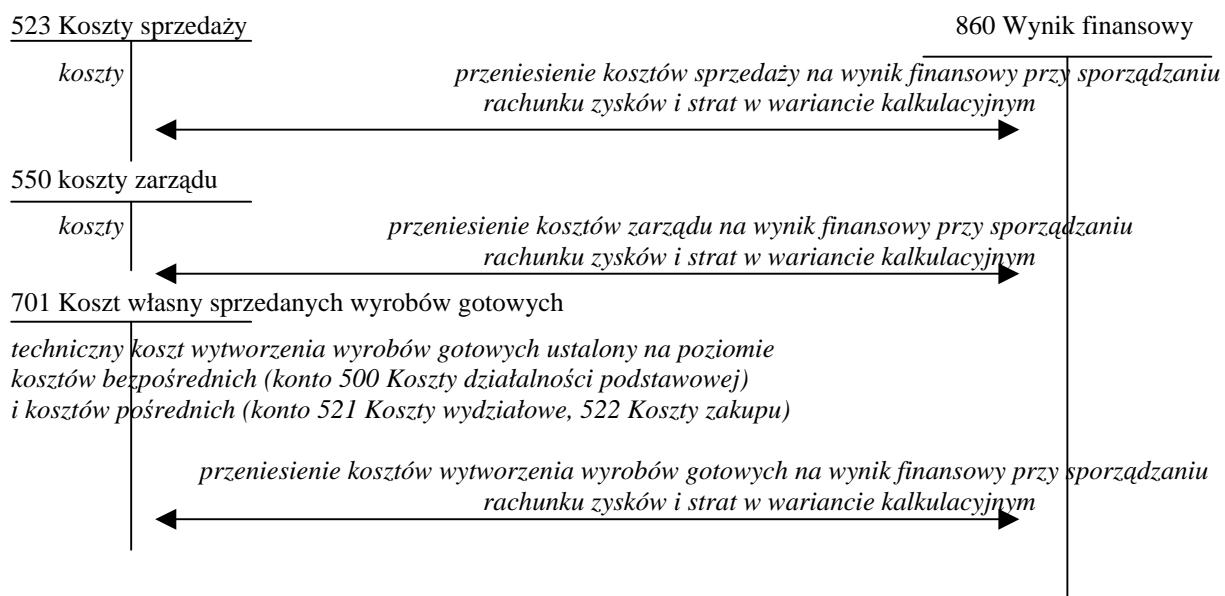 523 Koszty sprzedaży
860 Wynik finansowy
koszty
przeniesienie kosztów sprzedaży na wynik finansowy przy sporządzaniu
rachunku zysków i strat w wariancie kalkulacyjnym
550 koszty zarządu
koszty
przeniesienie kosztów zarządu na wynik finansowy przy sporządzaniu
rachunku zysków i strat w wariancie kalkulacyjnym
701 Koszt własny sprzedanych wyrobów gotowych
techniczny koszt wytworzenia wyrobów gotowych ustalony na poziomie
kosztów bezpośrednich (konto 500 Koszty działalności podstawowej)
i kosztów pośrednich (konto 521 Koszty wydziałowe, 522 Koszty zakupu)
przeniesienie kosztów wytworzenia wyrobów gotowych na wynik finansowy przy sporządzaniu
rachunku zysków i strat w wariancie kalkulacyjnym